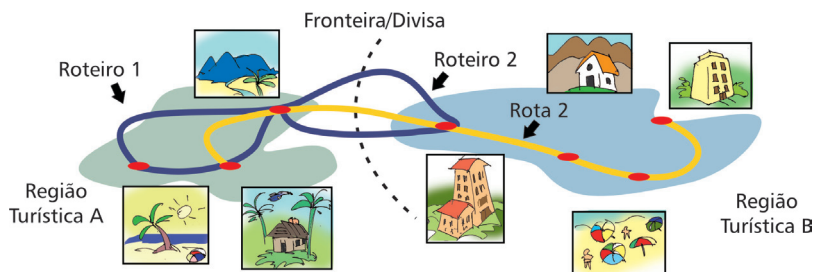 Fronteira/Divisa
Roteiro 1
Roteiro 2
Rota 2
Região
Turística A
Região
Turística B